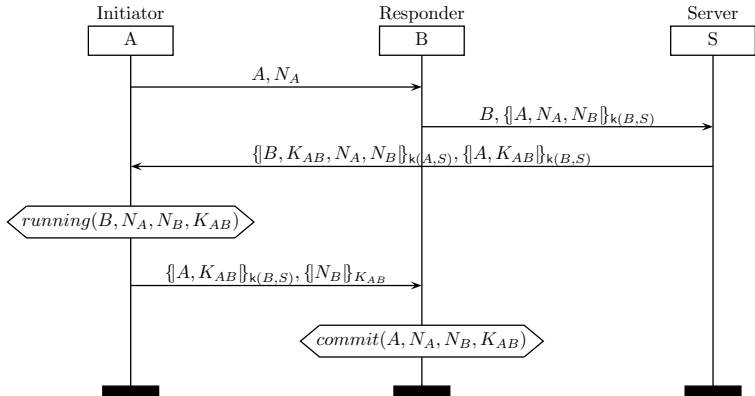 Initiator Responder Server
A B S
A, N_A
B, {|A, N_A, N_B|}_k(B,S)
{|B, K_AB, N_A, N_B|}_k(A,S), {|A, K_AB|}_k(B,S)
running(B, N_A, N_B, K_AB)
{|A, K_AB|}_k(B,S), {|N_B|}_K_AB
commit(A, N_A, N_B, K_AB)